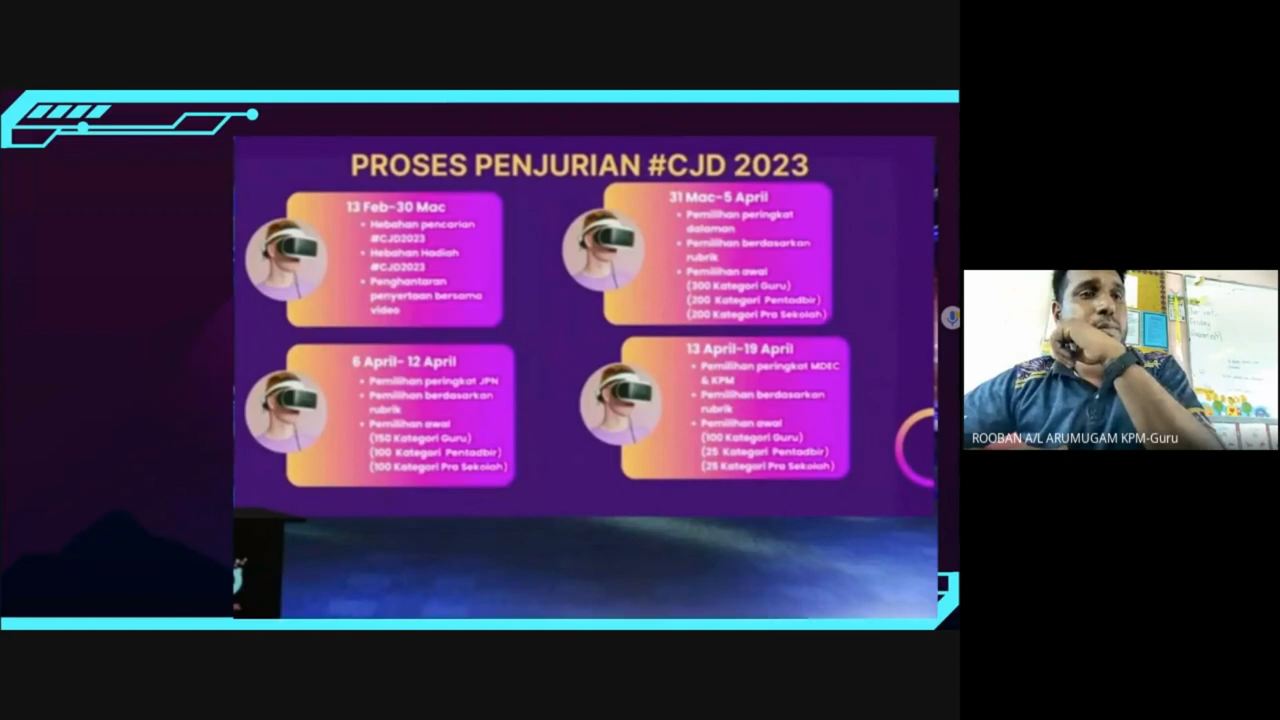 PROSES PENJURIAN #CJD 2023
13 Feb-30 Mac
• Hebahan pencarian
#CJD2023
• Hebahan Hadiah
#CJD2023
• Penghantaran
penyertaan bersama
video
31 Mac-5 April
• Pemilihan peringkat
dalaman
• Pemilihan berdasarkan
rubrik
• Pemilihan awal
(300 Kategori Guru)
(200 Kategori Pentadbir)
(200 Kategori Pra Sekolah)
6 April- 12 April
• Pemilihan peringkat JPN
• Pemilihan berdasarkan
rubrik
• Pemilihan awal
(150 Kategori Guru)
(100 Kategori Pentadbir)
(100 Kategori Pra Sekolah)
13 April-19 April
• Pemilihan peringkat MDEC
& KPM
• Pemilihan berdasarkan
rubrik
• Pemilihan awal
(100 Kategori Guru)
(25 Kategori Pentadbir)
(25 Kategori Pra Sekolah)
Friday
ROOBAN A/L ARUMUGAM KPM-Guru